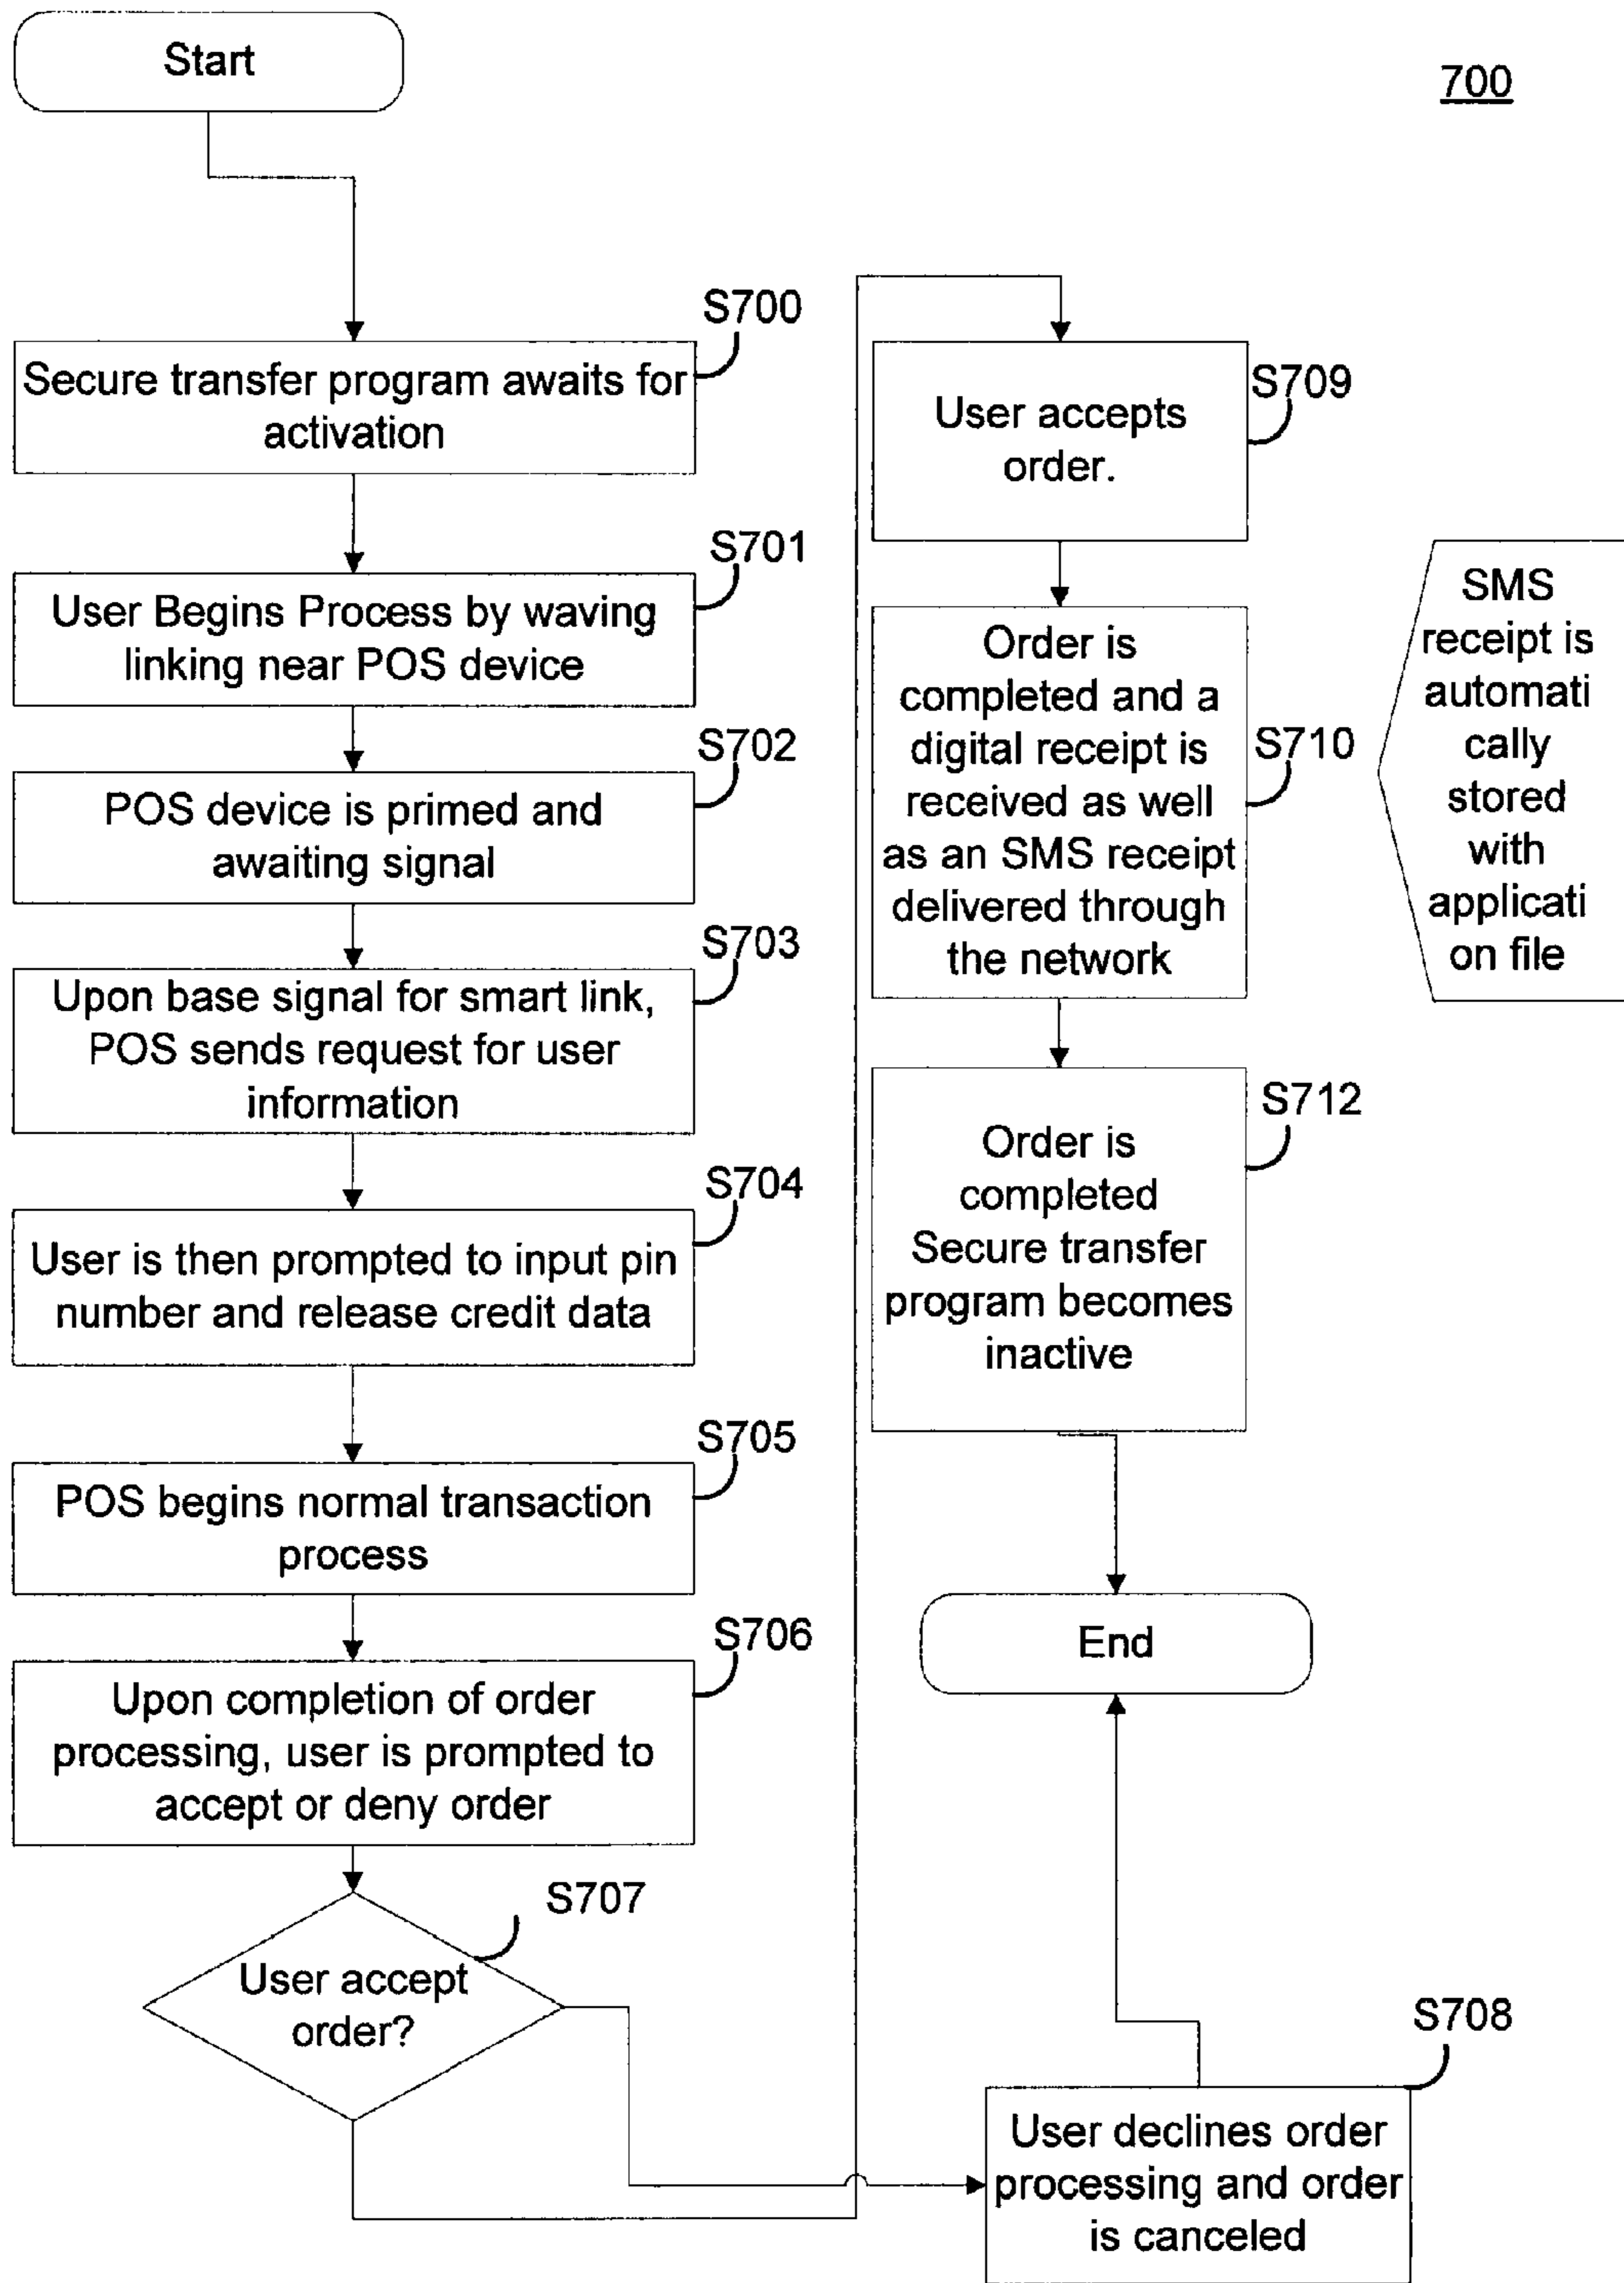 Start
700
S700
Secure transfer program awaits for
activation
S701
User Begins Process by waving
linking near POS device
S702
POS device is primed and
awaiting signal
S703
Upon base signal for smart link,
POS sends request for user
information
S704
User is then prompted to input pin
number and release credit data
S705
POS begins normal transaction
process
S706
Upon completion of order
processing, user is prompted to
accept or deny order
S707
User accept
order?
S709
User accepts
order.
S710
Order is
completed and a
digital receipt is
received as well
as an SMS receipt
delivered through
the network
SMS
receipt is
automati
cally
stored
with
applicati
on file
S712
Order is
completed
Secure transfer
program becomes
inactive
End
S708
User declines order
processing and order
is canceled